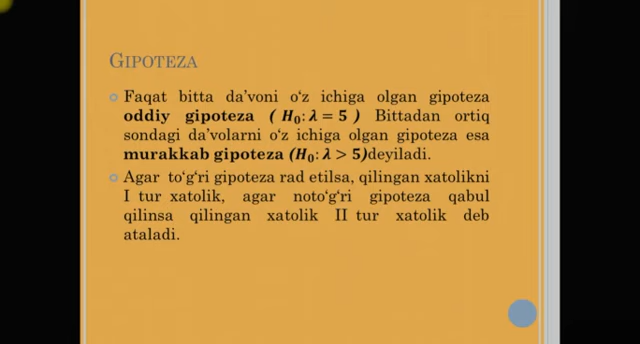 GIPOTEZA
Faqat bitta da’voni o‘z ichiga olgan gipoteza
oddiy gipoteza ( H₀: λ = 5 ) Bittadan ortiq
sondagi da’volarni o‘z ichiga olgan gipoteza esa
murakkab gipoteza (H₀: λ > 5)deyiladi.
Agar to‘g‘ri gipoteza rad etilsa, qilingan xatolikni
I tur xatolik, agar noto‘g‘ri gipoteza qabul
qilinsa qilingan xatolik II tur xatolik deb
ataladi.